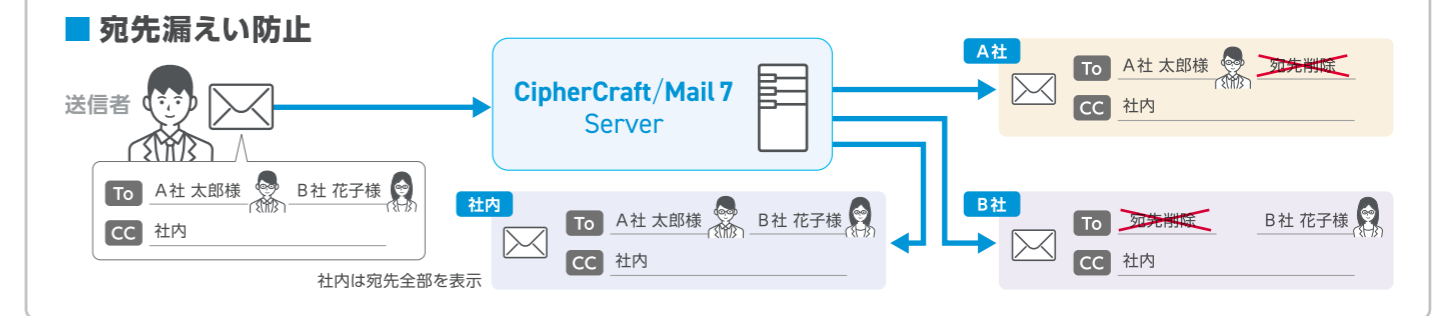 ■ 宛先漏えい防止
送信者
To A社 太郎様 B社 花子様
CC 社内
CipherCraft/Mail 7
Server
A社
To A社 太郎様 宛先削除
CC 社内
社内
To A社 太郎様 B社 花子様
CC 社内
社内は宛先全部を表示
B社
To 宛先削除 B社 花子様
CC 社内